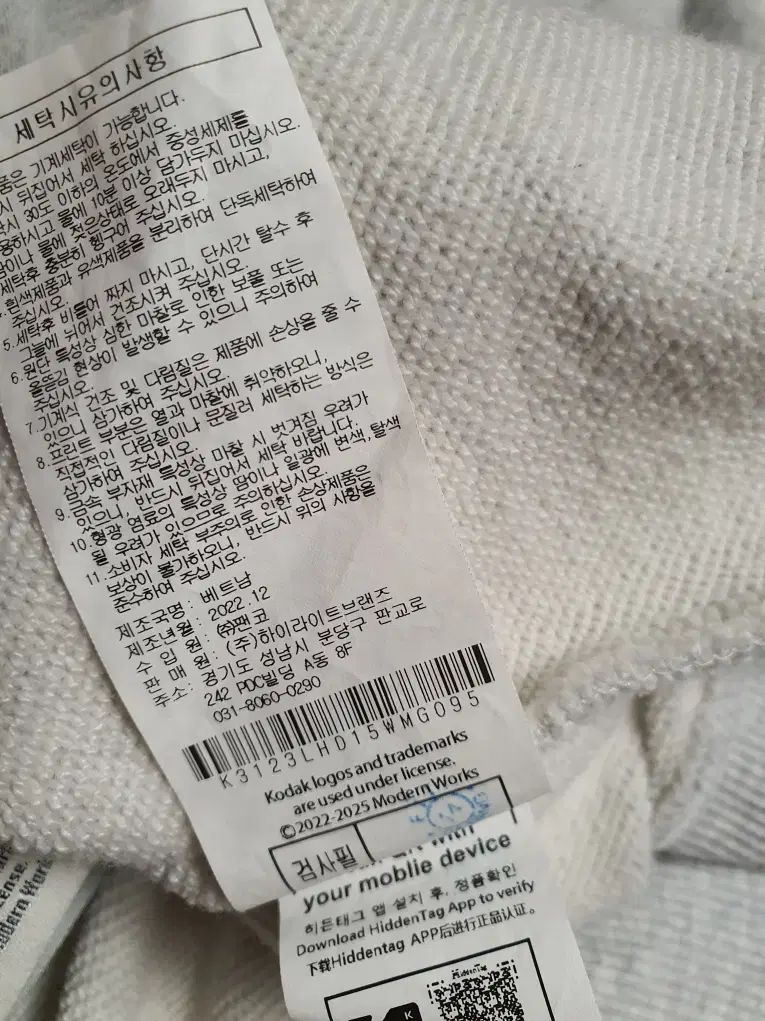 세탁시유의사항
품은 기계세탁이 가능합니다.
시 뒤집어서 세탁 하십시오.
탁시 30도 이하의 온도에서 중성세제를
용하시고 물에 10분 이상 담가두지 마십시오.
땀이나 물에 젖은상태로 오래두지 마시고,
세탁후 충분히 헹구어 주십시오.
흰색제품과 유색제품을 분리하여 단독세탁하여
주십시오.
5.세탁후 비틀어 짜지 마시고, 단시간 탈수 후
그늘에 뉘어서 건조시켜 주십시오.
6.원단 특성상 심한 마찰로 인한 보풀 또는
올뜯김 현상이 발생할 수 있으니 주의하여
주십시오.
7.기계식 건조 및 다림질은 제품에 손상을 줄 수
있으니 삼가하여 주십시오.
8.프린트 부분은 열과 마찰에 취약하오니,
직접적인 다림질이나 문질러 세탁하는 방식은
삼가하여 주십시오.
9.금속 부자재 특성상 마찰 시 벗겨짐 우려가
있으니, 반드시 뒤집어서 세탁 바랍니다.
10.형광 염료의 특성상 땀이나 일광에 변색,탈색
될 우려가 있으므로 주의하십시오.
11.소비자 세탁 부주의로 인한 손상제품은
보상이 불가하오니, 반드시 위의 사항을
준수하여 주십시오.
제조국명: 베트남
제조년월: 2022.12
수 입 원: ㈜팬코
판 매 원: (주)하이라이트브랜즈
주소: 경기도 성남시 분당구 판교로
242 PDC빌딩 A동 8F
031-8060-0290
K3123LHD15WMG095
Kodak logos and trademarks
are used under license.
©2022-2025 Modern Works
검사필
with
your moblie device
히든태그 앱 설치 후, 정품확인
Download HiddenTag App to verify
下载Hiddentag APP后进行正品认证。
HiddenTag
K